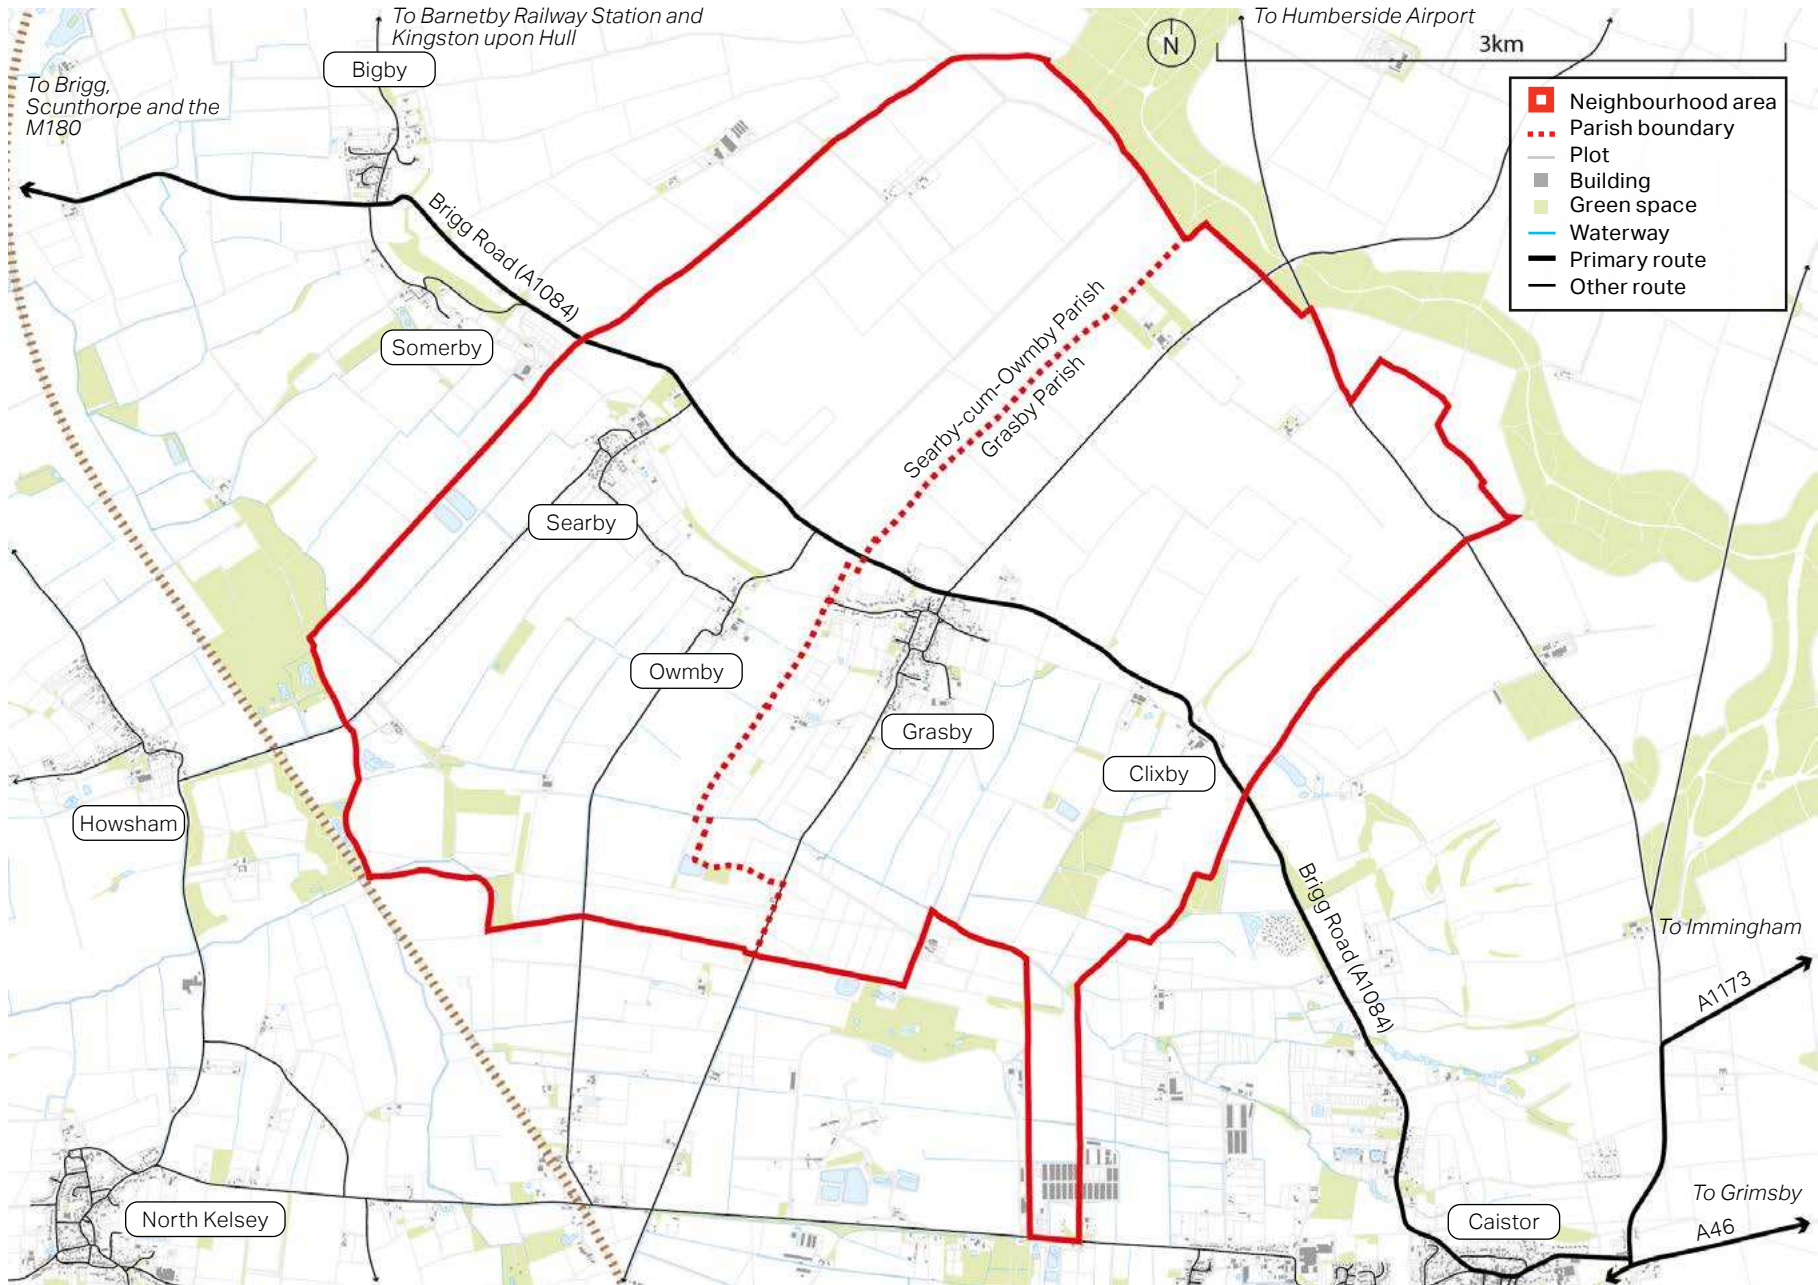 To Barnetby Railway Station and
Kingston upon Hull
To Humberside Airport
N
3km
Bigby
To Brigg,
Scunthorpe and the
M180
Neighbourhood area
Parish boundary
Plot
Building
Green space
Waterway
Primary route
Other route
Brigg Road (A1084)
Somerby
Searby-cum-Owmby Parish
Grasby Parish
Searby
Owmby
Grasby
Clixby
Howsham
Brigg Road (A1084)
To Immingham
A1173
North Kelsey
Caistor
To Grimsby
A46